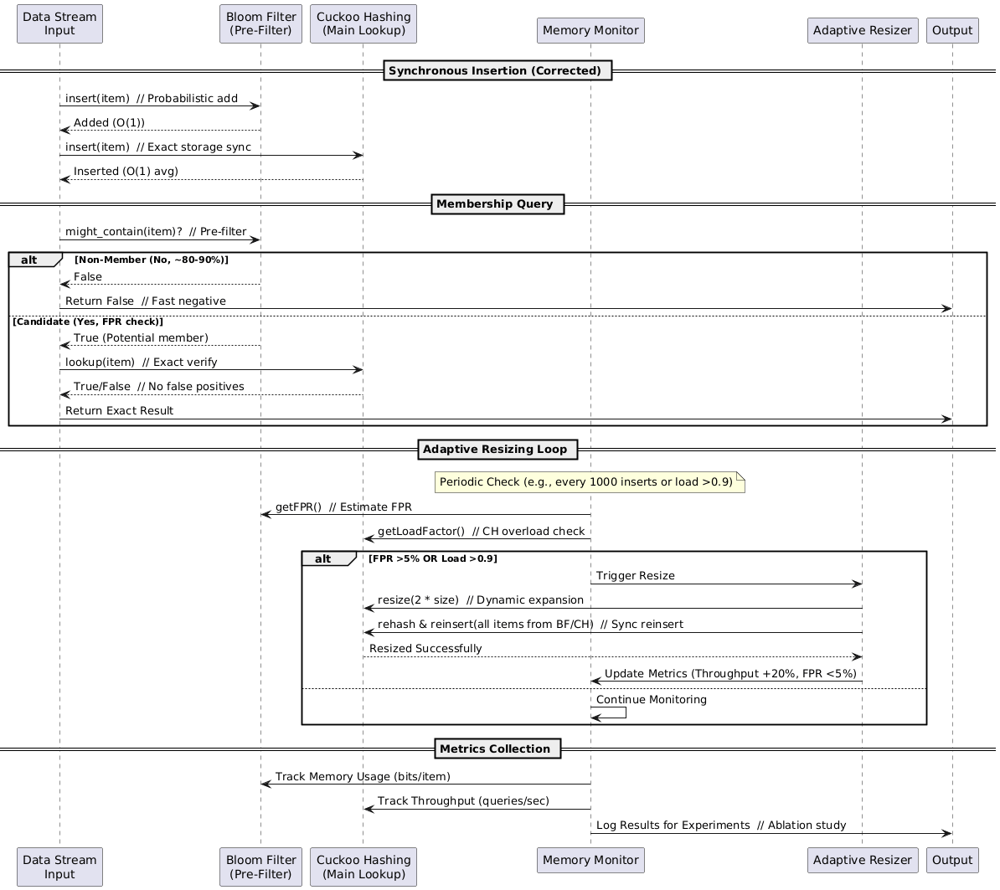 Data Stream
Input
Bloom Filter
(Pre-Filter)
Cuckoo Hashing
(Main Lookup)
Memory Monitor
Adaptive Resizer
Output
Synchronous Insertion (Corrected)
insert(item)  // Probabilistic add
Added (O(1))
insert(item)  // Exact storage sync
Inserted (O(1) avg)
Membership Query
might_contain(item)?  // Pre-filter
alt
[Non-Member (No, ~80-90%)]
False
Return False  // Fast negative
[Candidate (Yes, FPR check)]
True (Potential member)
lookup(item)  // Exact verify
True/False  // No false positives
Return Exact Result
Adaptive Resizing Loop
Periodic Check (e.g., every 1000 inserts or load >0.9)
getFPR()  // Estimate FPR
getLoadFactor()  // CH overload check
alt
[FPR >5% OR Load >0.9]
Trigger Resize
resize(2 * size)  // Dynamic expansion
rehash & reinsert(all items from BF/CH)  // Sync reinsert
Resized Successfully
Update Metrics (Throughput +20%, FPR <5%)
Continue Monitoring
Metrics Collection
Track Memory Usage (bits/item)
Track Throughput (queries/sec)
Log Results for Experiments  // Ablation study
Data Stream
Input
Bloom Filter
(Pre-Filter)
Cuckoo Hashing
(Main Lookup)
Memory Monitor
Adaptive Resizer
Output